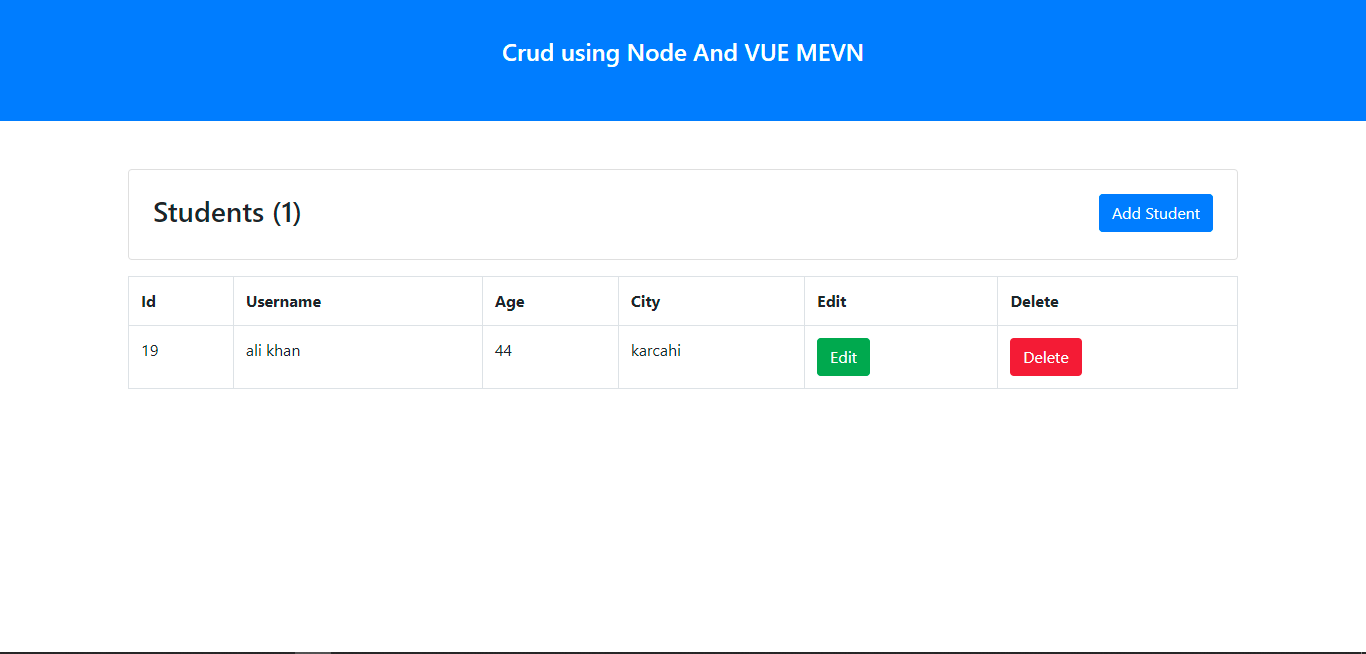 Crud using Node And VUE MEVN
Students (1)
Add Student
Id Username Age City Edit Delete
19 ali khan 44 karcahi Edit Delete